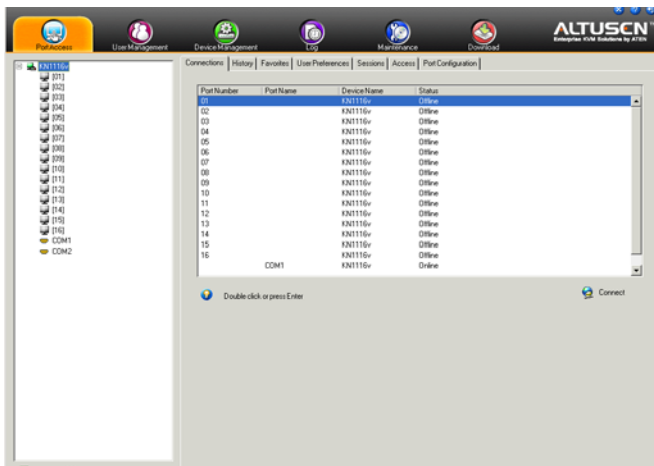 PortAccess User Management Device Management Log Maintenance Download
ALTUSCN
Enterprise KVM Solutions by ATEN
Connections History Favorites User Preferences Sessions Access Port Configuration
KN1116v
[01]
[02]
[03]
[04]
[05]
[06]
[07]
[08]
[09]
[10]
[11]
[12]
[13]
[14]
[15]
[16]
COM1
COM2
Port Number Port Name Device Name Status
01 KN1116v Offline
02 KN1116v Offline
03 KN1116v Offline
04 KN1116v Offline
05 KN1116v Offline
06 KN1116v Offline
07 KN1116v Offline
08 KN1116v Offline
09 KN1116v Offline
10 KN1116v Offline
11 KN1116v Offline
12 KN1116v Offline
13 KN1116v Offline
14 KN1116v Offline
15 KN1116v Offline
16 KN1116v Offline
COM1 KN1116v Online
Double click or press Enter
Connect